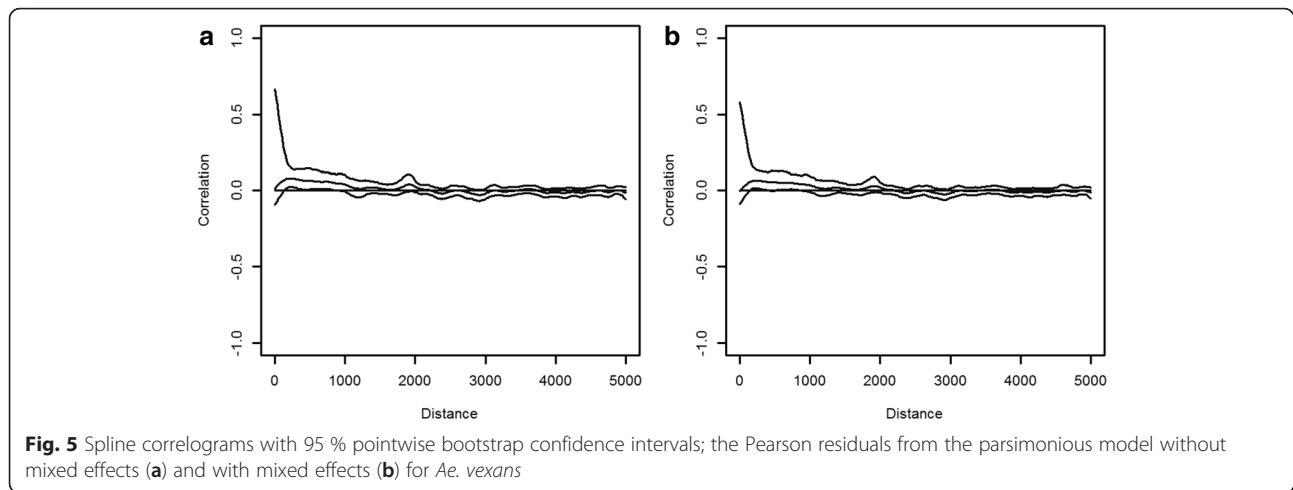 a
b
1.0
0.5
0.0
-0.5
-1.0
Correlation
0 1000 2000 3000 4000 5000
Distance
1.0
0.5
0.0
-0.5
-1.0
Correlation
0 1000 2000 3000 4000 5000
Distance
Fig. 5 Spline correlograms with 95 % pointwise bootstrap confidence intervals; the Pearson residuals from the parsimonious model without
mixed effects (a) and with mixed effects (b) for Ae. vexans